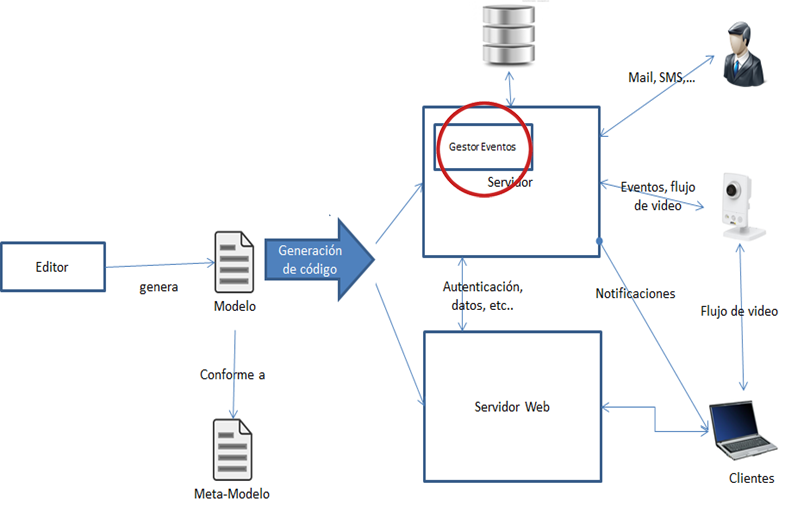 Mail, SMS,...
Gestor Eventos
Servidor
Eventos, flujo
de video
Generación
de código
Editor
genera
Modelo
Autenticación,
datos, etc..
Notificaciones
Flujo de video
Conforme a
Servidor Web
Clientes
Meta-Modelo